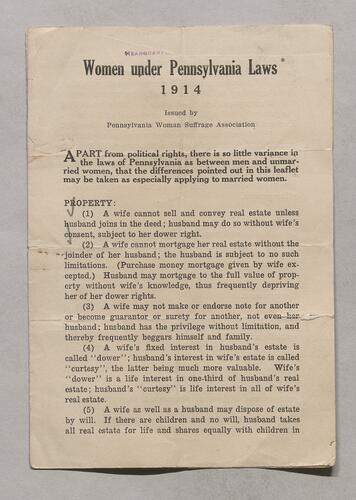 HEADQUAR
Women under Pennsylvania Laws
1914
Issued by
Pennsylvania Woman Suffrage Association
APART from political rights, there is so little variance in
the laws of Pennsylvania as between men and unmar-
ried women, that the differences pointed out in this leaflet
may be taken as especially applying to married women.
PROPERTY:
(1) A wife cannot sell and convey real estate unless
husband joins in the deed; husband may do so without wife's
consent, subject to her dower right.
(2) A wife cannot mortgage her real estate without the
joinder of her husband; the husband is subject to no such
limitations. (Purchase money mortgage given by wife ex-
cepted.) Husband may mortgage to the full value of prop-
erty without wife's knowledge, thus frequently depriving
her of her dower rights.
(3) A wife may not make or endorse note for another
or become guarantor or surety for another, not even her
husband; husband has the privilege without limitation, and
thereby frequently beggars himself and family.
(4) A wife's fixed interest in husband's estate is
called "dower"; husband's interest in wife's estate is called
"curtesy", the latter being much more valuable. Wife's
"dower" is a life interest in one-third of husband's real
estate; husband's "curtesy" is life interest in all of wife's
real estate.
(5) A wife as well as a husband may dispose of estate
by will. If there are children and no will, husband takes
all real estate for life and shares equally with children in